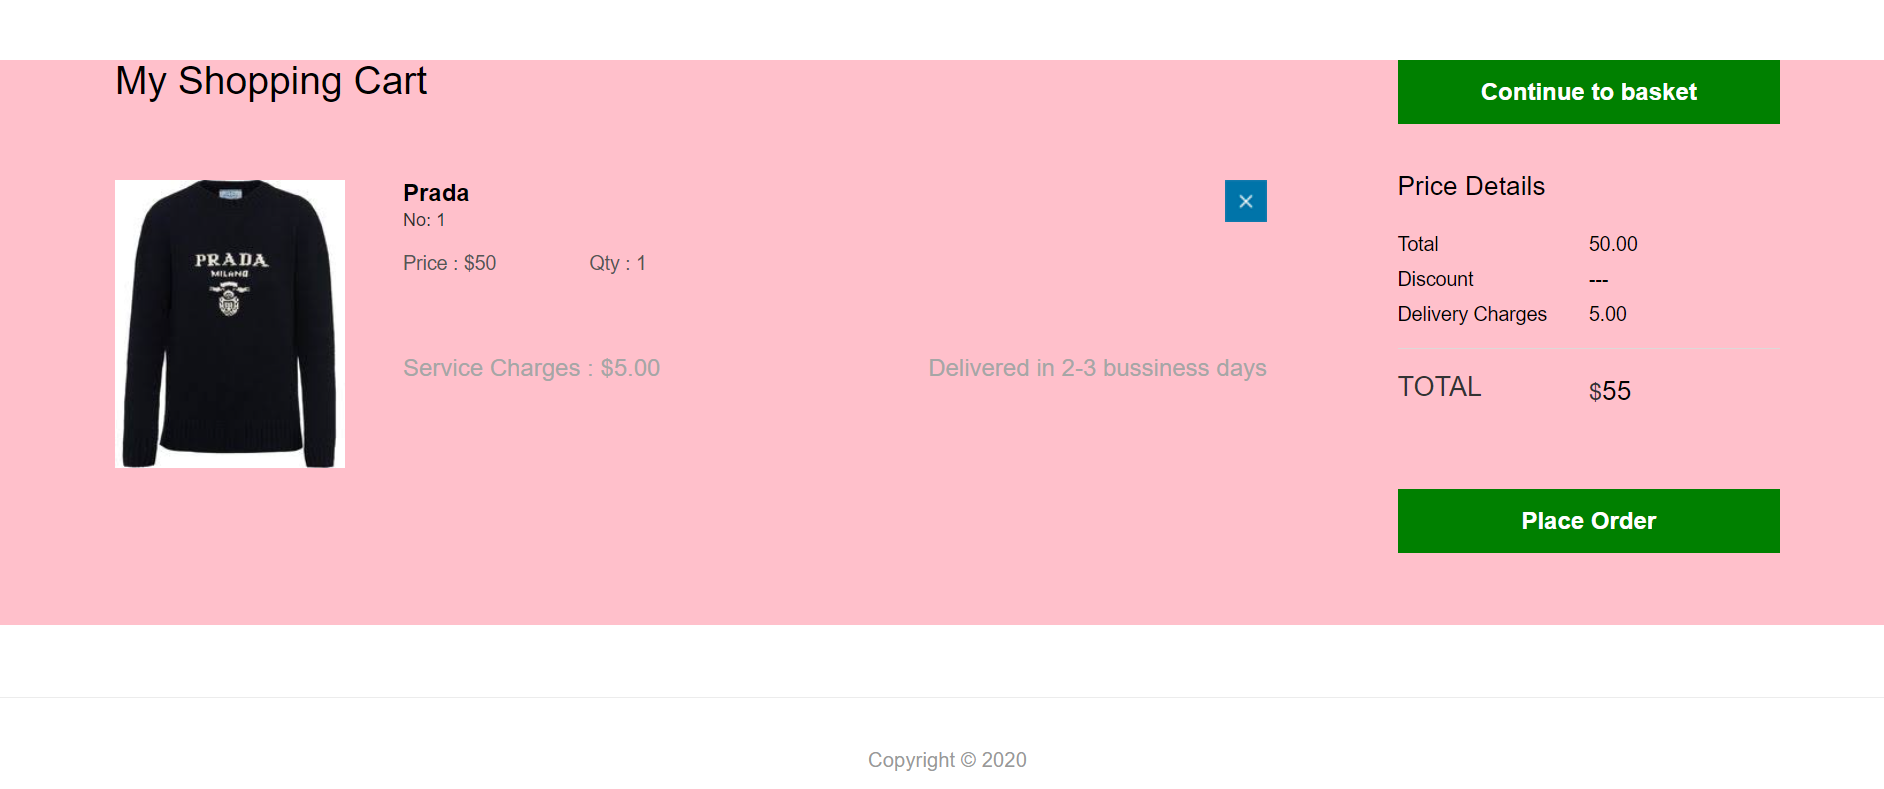 My Shopping Cart
Continue to basket
PRADA
MILANO
Prada
No: 1
Price : $50 Qty : 1
Service Charges : $5.00 Delivered in 2-3 bussiness days
Price Details
Total 50.00
Discount ---
Delivery Charges 5.00
TOTAL $55
Place Order
Copyright © 2020